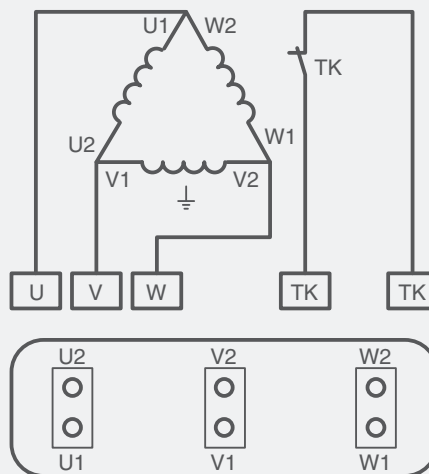 U1 W2
TK
U2 W1
V1 V2
U V W TK TK
U2 V2 W2
U1 V1 W1